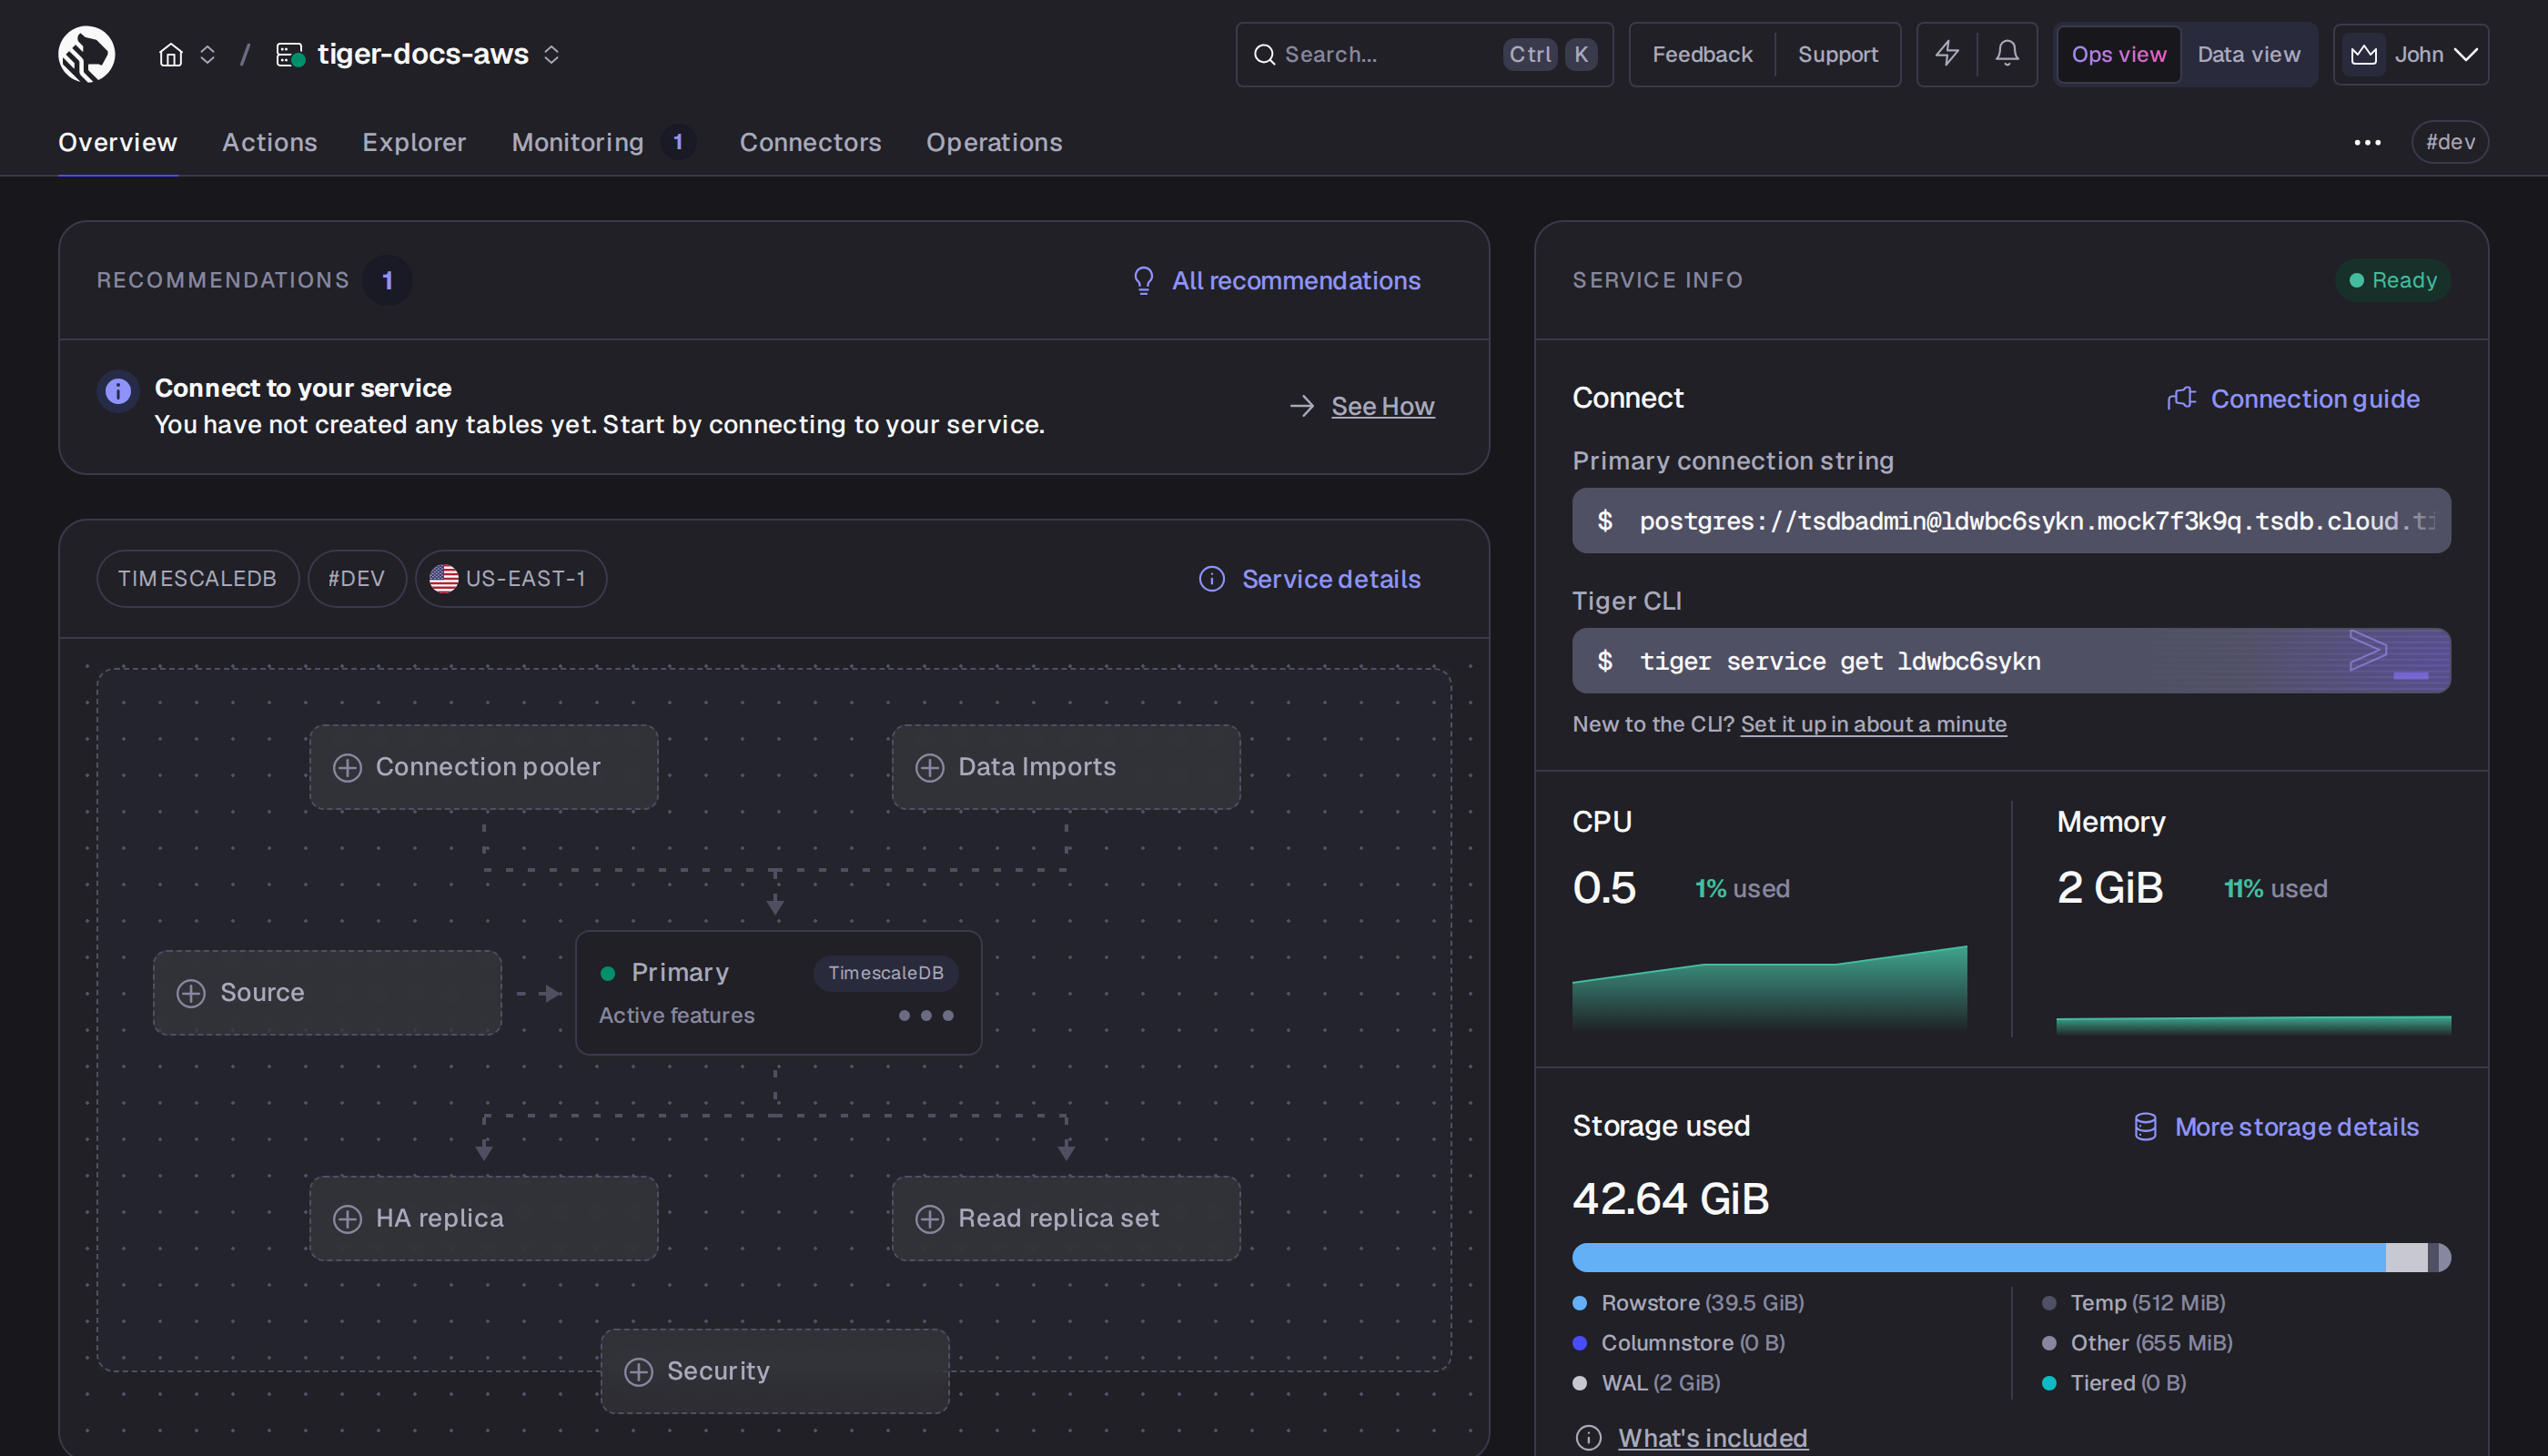 tiger-docs-aws
Search...
Ctrl K
Feedback
Support
Ops view
Data view
John
Overview
Actions
Explorer
Monitoring 1
Connectors
Operations
#dev
RECOMMENDATIONS 1
All recommendations
Connect to your service
You have not created any tables yet. Start by connecting to your service.
See How
TIMESCALEDB
#DEV
US-EAST-1
Service details
Connection pooler
Data Imports
Source
Primary
TimescaleDB
Active features
HA replica
Read replica set
Security
SERVICE INFO
Ready
Connect
Connection guide
Primary connection string
$ postgres://tsdbadmin@ldwbc6sykn.mock7f3k9q.tsdb.cloud.ti
Tiger CLI
$ tiger service get ldwbc6sykn
New to the CLI? Set it up in about a minute
CPU
0.5
1% used
Memory
2 GiB
11% used
Storage used
More storage details
42.64 GiB
Rowstore (39.5 GiB)
Columnstore (0 B)
WAL (2 GiB)
Temp (512 MiB)
Other (655 MiB)
Tiered (0 B)
What's included